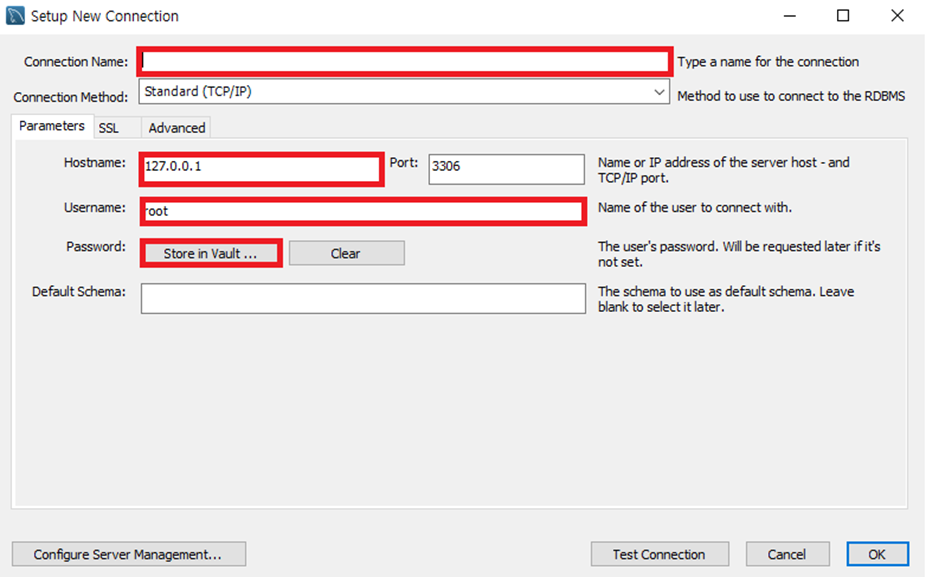 Setup New Connection
Connection Name:
Type a name for the connection
Connection Method:
Standard (TCP/IP)
Method to use to connect to the RDBMS
Parameters
SSL
Advanced
Hostname:
127.0.0.1
Port:
3306
Name or IP address of the server host - and
TCP/IP port.
Username:
root
Name of the user to connect with.
Password:
Store in Vault ...
Clear
The user's password. Will be requested later if it's
not set.
Default Schema:
The schema to use as default schema. Leave
blank to select it later.
Configure Server Management...
Test Connection
Cancel
OK